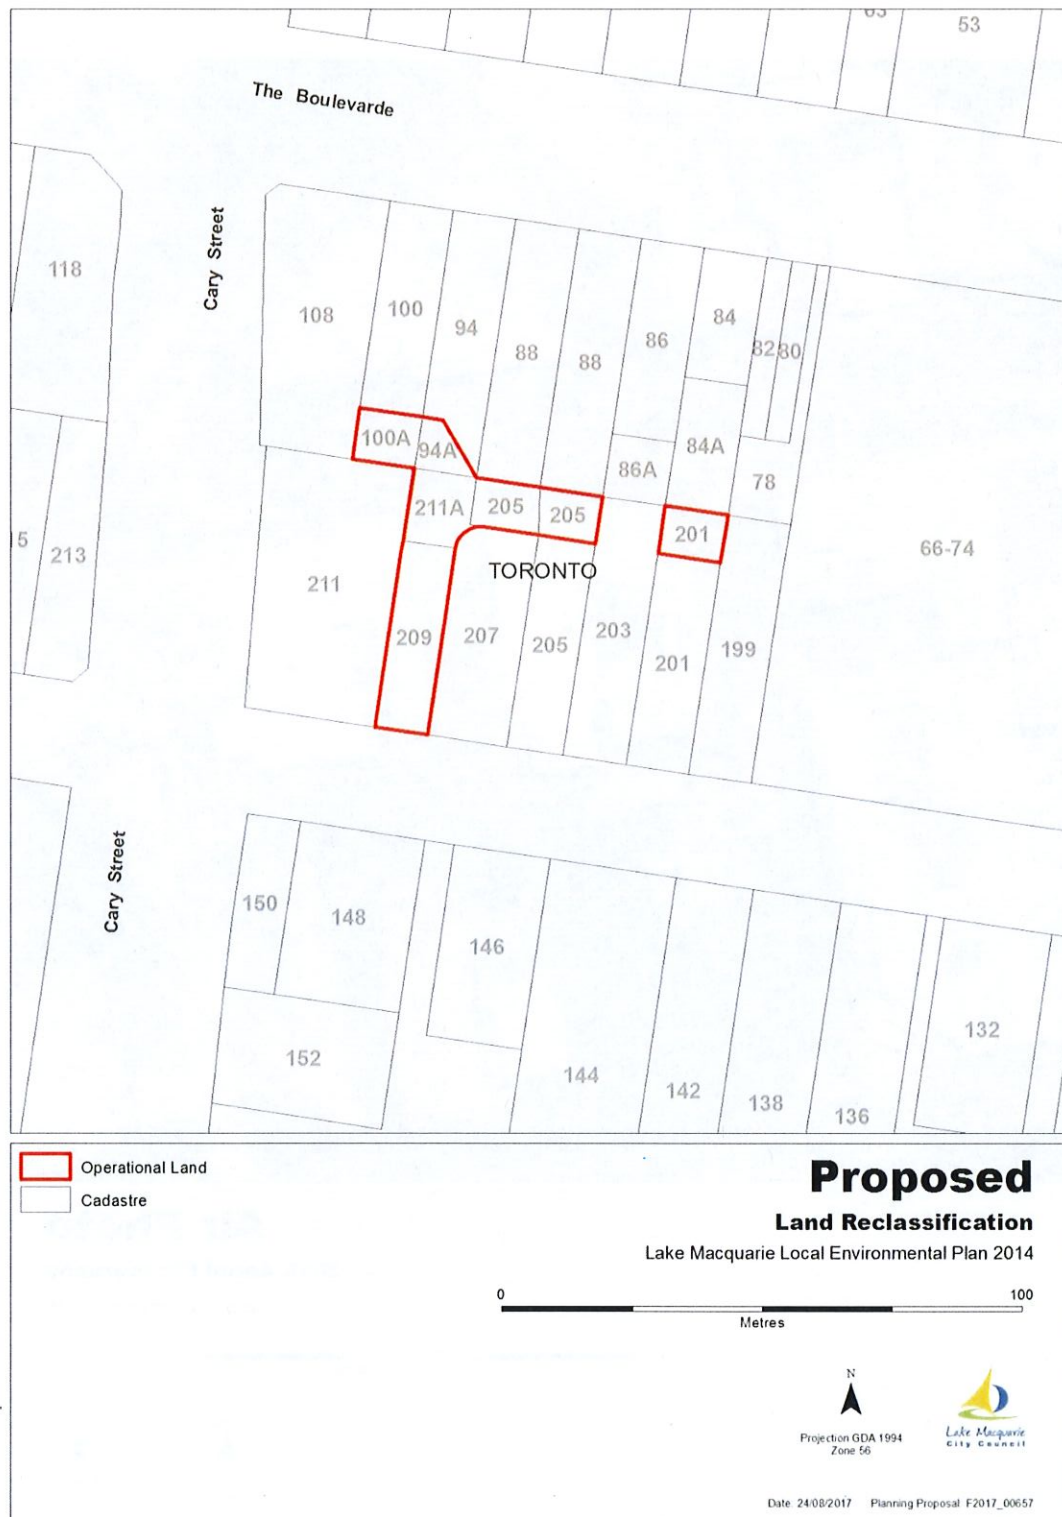 53
The Boulevarde
118
Cary Street
108
100
94
88
88
86
84
82
80
100A
94A
86A
84A
78
211A
205
205
201
66-74
5
213
211
TORONTO
209
207
205
203
201
199
Cary Street
150
148
146
152
144
142
138
136
132
Operational Land
Cadastre
Proposed
Land Reclassification
Lake Macquarie Local Environmental Plan 2014
0 100
Metres
N
Projection GDA 1994
Zone 56
Lake Macquarie
City Council
Date 24/08/2017 Planning Proposal F2017_00657